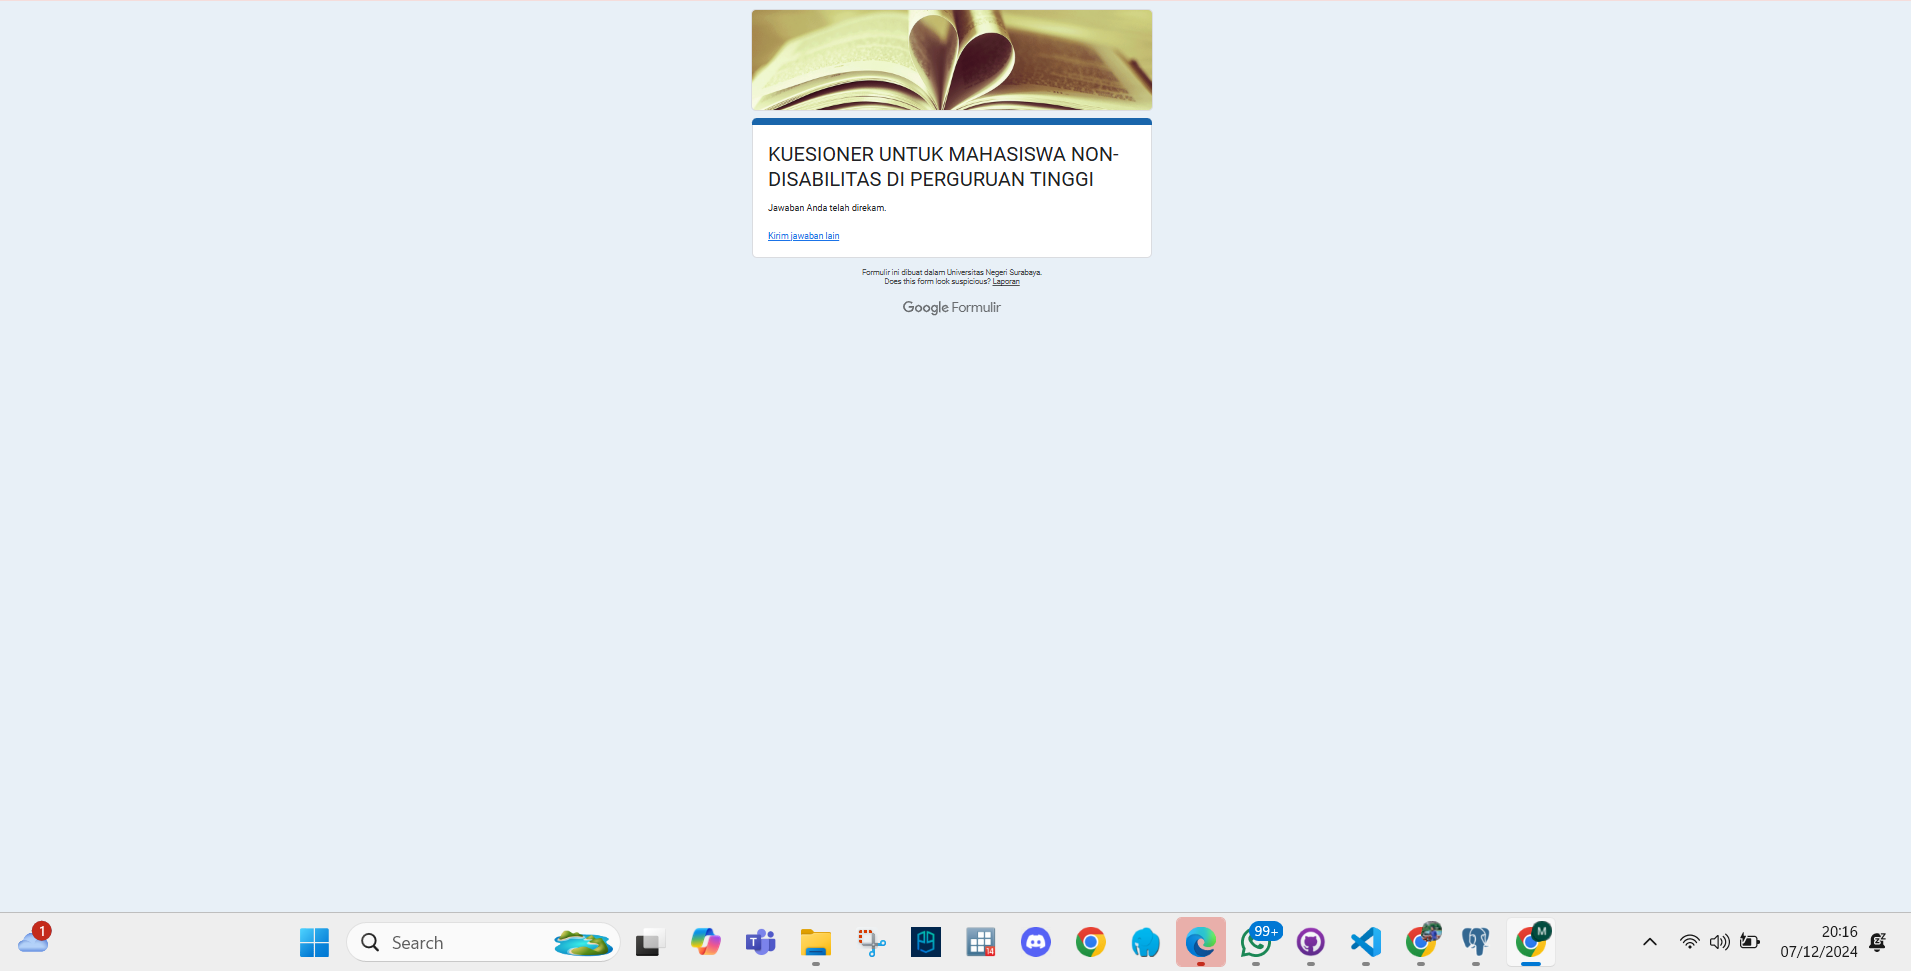 KUESIONER UNTUK MAHASISWA NON-
DISABILITAS DI PERGURUAN TINGGI
Jawaban Anda telah direkam.
Kirim jawaban lain
Formulir ini dibuat dalam Universitas Negeri Surabaya.
Does this form look suspicious? Laporan
Google Formulir
1
Search
T
14
99+
M
20:16
07/12/2024